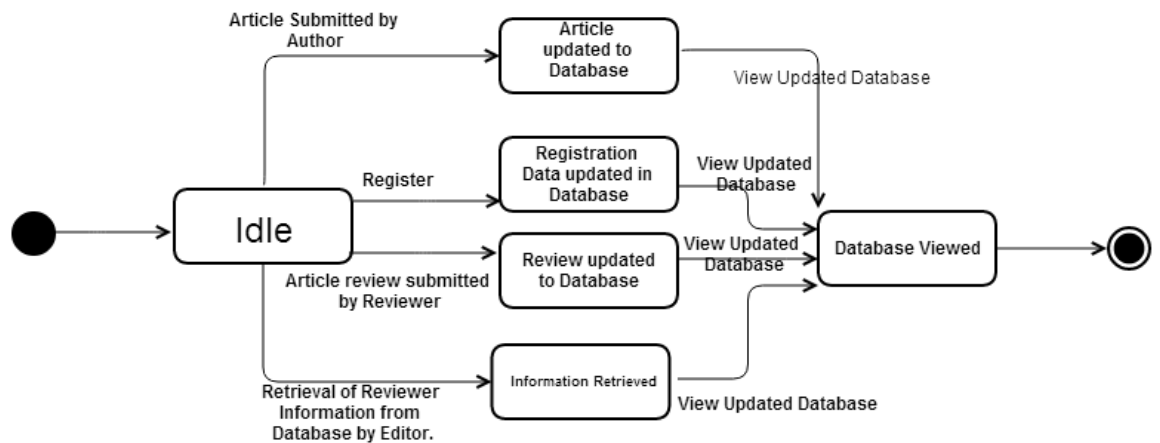 Article Submitted by
Author
Article
updated to
Database
View Updated Database
Registration
Data updated in
Database
View Updated
Database
Register
Idle
Review updated
to Database
View Updated
Database
Database Viewed
Article review submitted
by Reviewer
Information Retrieved
Retrieval of Reviewer
Information from
Database by Editor.
View Updated Database